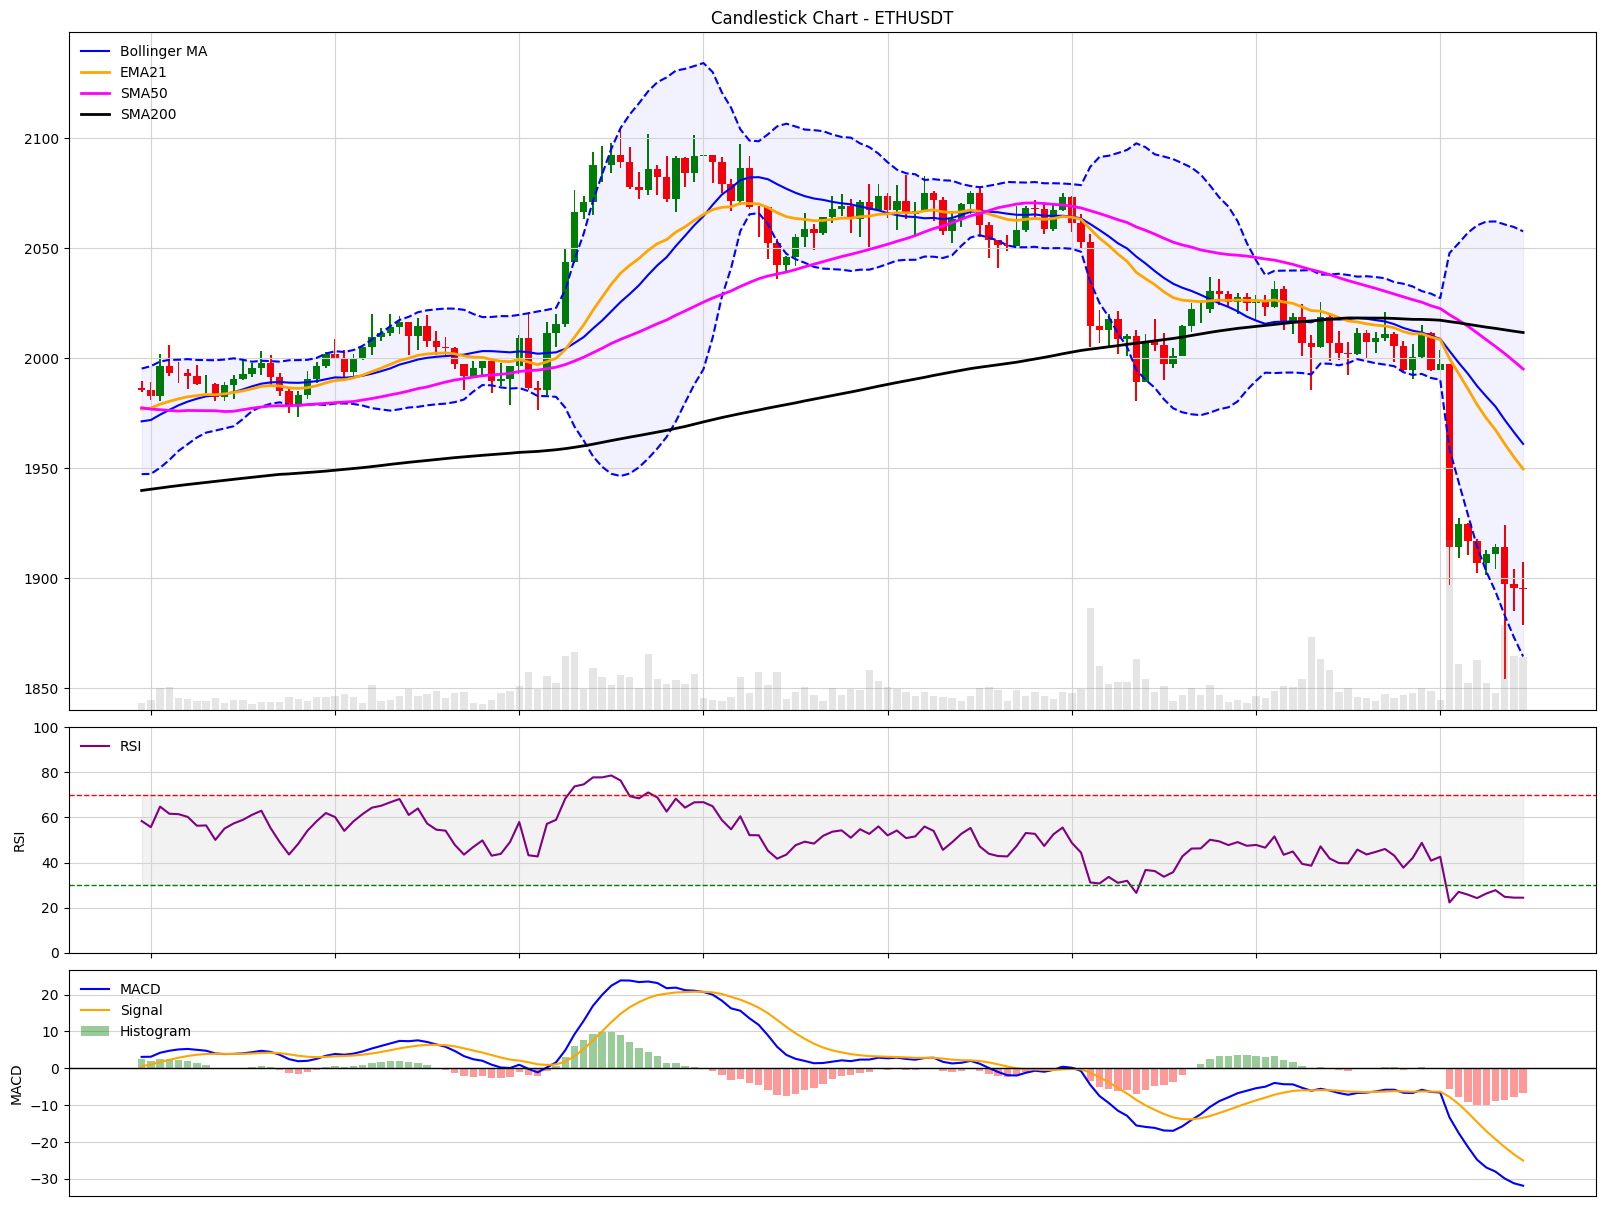 Candlestick Chart - ETHUSDT
Bollinger MA
EMA21
SMA50
SMA200
2100
2050
2000
1950
1900
1850
RSI
100
80
60
40
20
0
RSI
MACD
Signal
Histogram
20
10
0
−10
−20
−30
MACD